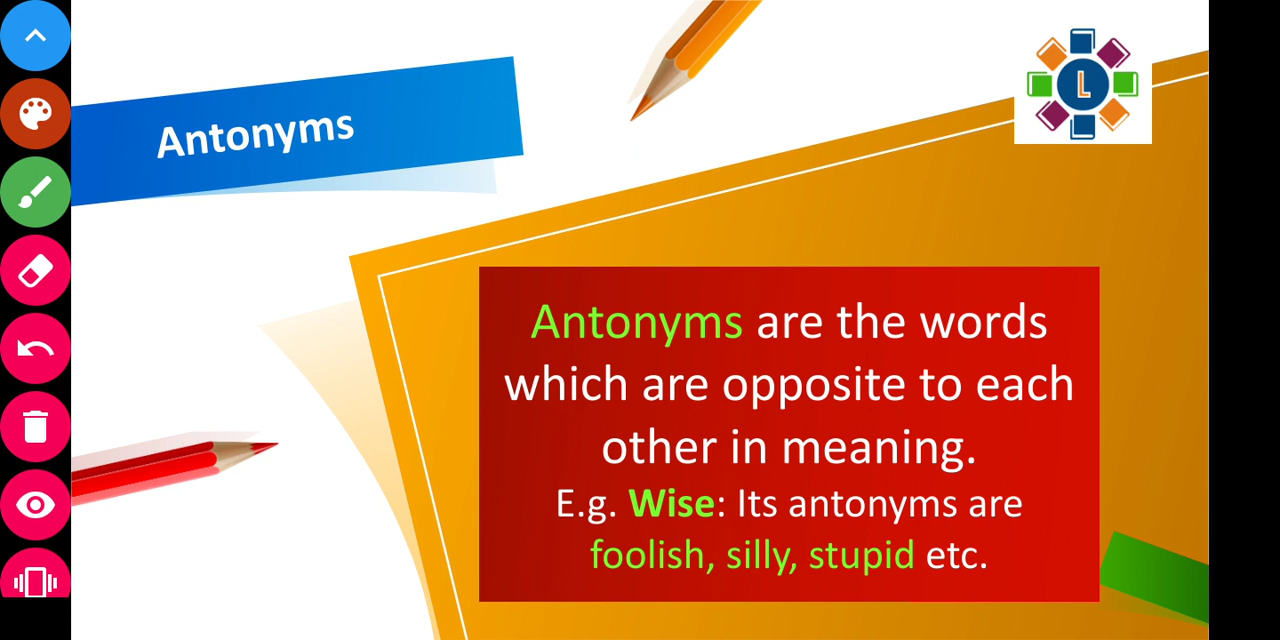 Antonyms
L
Antonyms are the words
which are opposite to each
other in meaning.
E.g. Wise: Its antonyms are
foolish, silly, stupid etc.